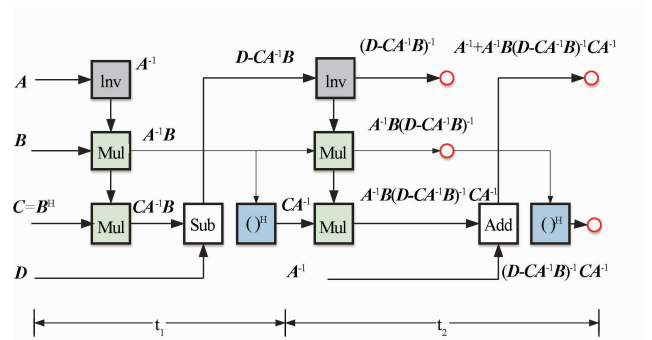 D-CA⁻¹B (D-CA⁻¹B)⁻¹ A⁻¹+A⁻¹B(D-CA⁻¹B)⁻¹CA⁻¹
A Inv A⁻¹ Inv
B Mul A⁻¹B Mul A⁻¹B(D-CA⁻¹B)⁻¹
C=Bᴴ Mul CA⁻¹B Sub ()ᴴ CA⁻¹ Mul A⁻¹B(D-CA⁻¹B)⁻¹CA⁻¹ Add ()ᴴ
D A⁻¹ (D-CA⁻¹B)⁻¹CA⁻¹
t₁ t₂